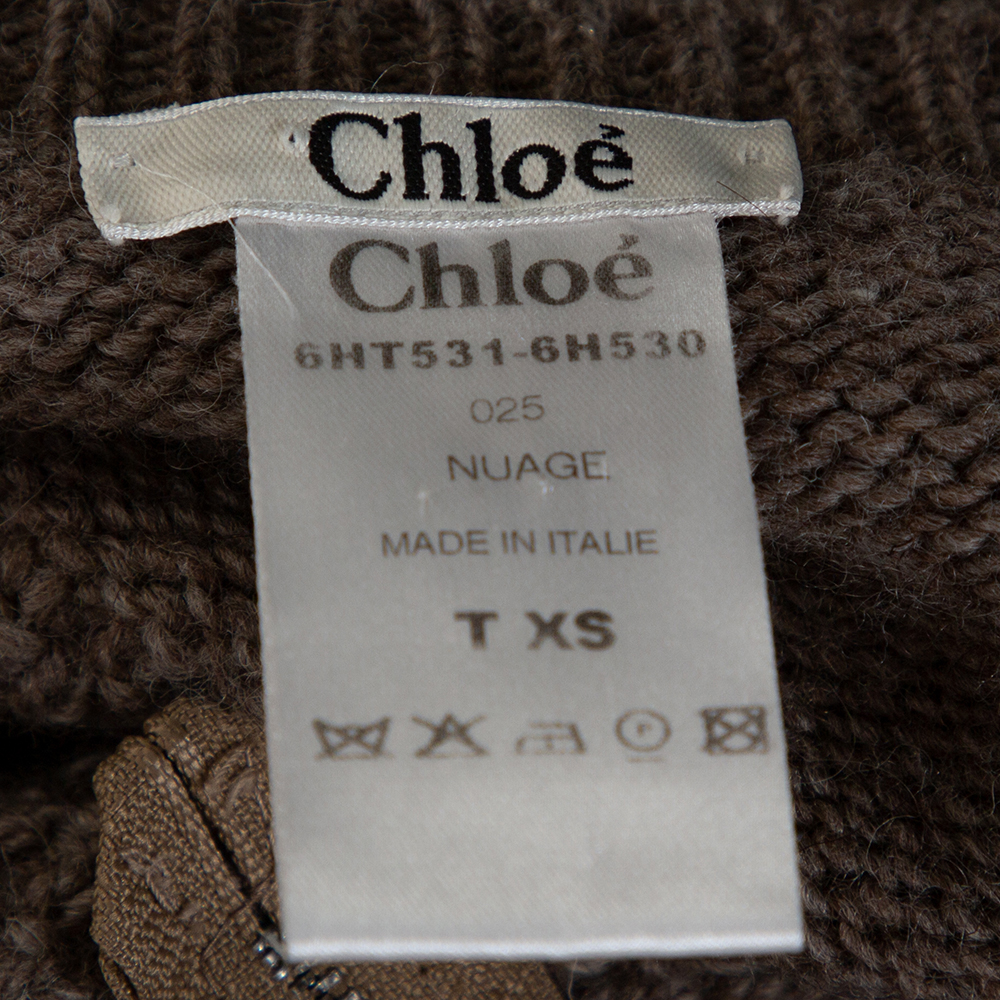 Chloé
Chloé
6HT531-6H530
025
NUAGE
MADE IN ITALIE
T XS
P